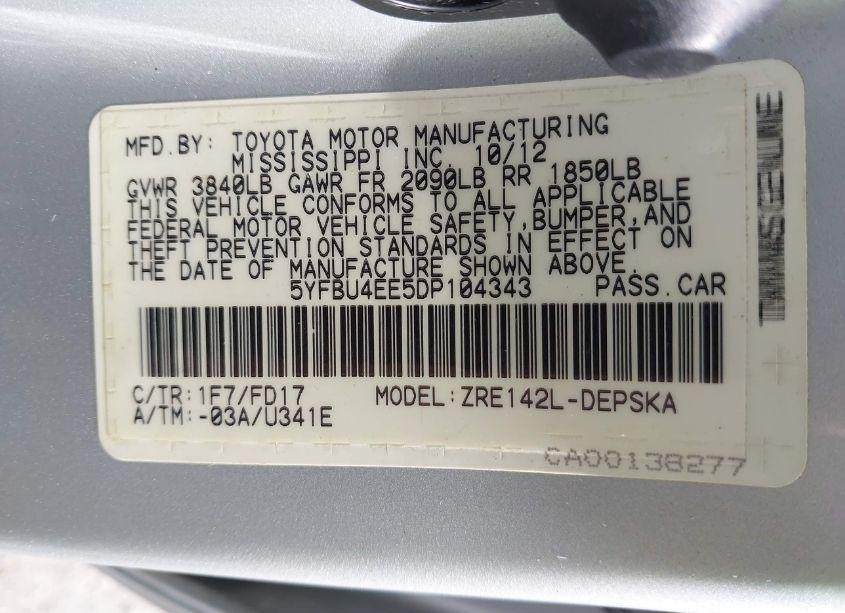 MFD.BY: TOYOTA MOTOR MANUFACTURING
MISSISSIPPI INC. 10/12
GVWR 3840LB GAWR FR 2090LB RR 1850LB
THIS VEHICLE CONFORMS TO ALL APPLICABLE
FEDERAL MOTOR VEHICLE SAFETY,BUMPER,AND
THEFT PREVENTION STANDARDS IN EFFECT ON
THE DATE OF MANUFACTURE SHOWN ABOVE.
5YFBU4EE5DP104343 PASS.CAR
C/TR:1F7/FD17 MODEL:ZRE142L-DEPSKA
A/TM:-03A/U341E
CA00138277